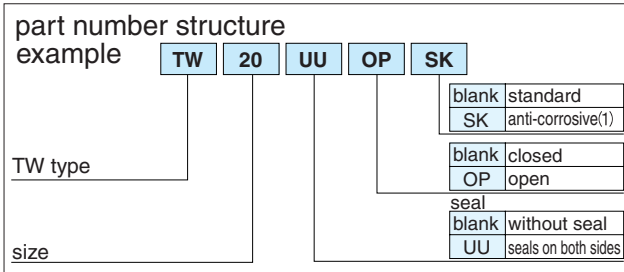 part number structure
example TW 20 UU OP SK
blank standard
SK anti-corrosive(1)
TW type
blank closed
OP open
seal
blank without seal
UU seals on both sides
size